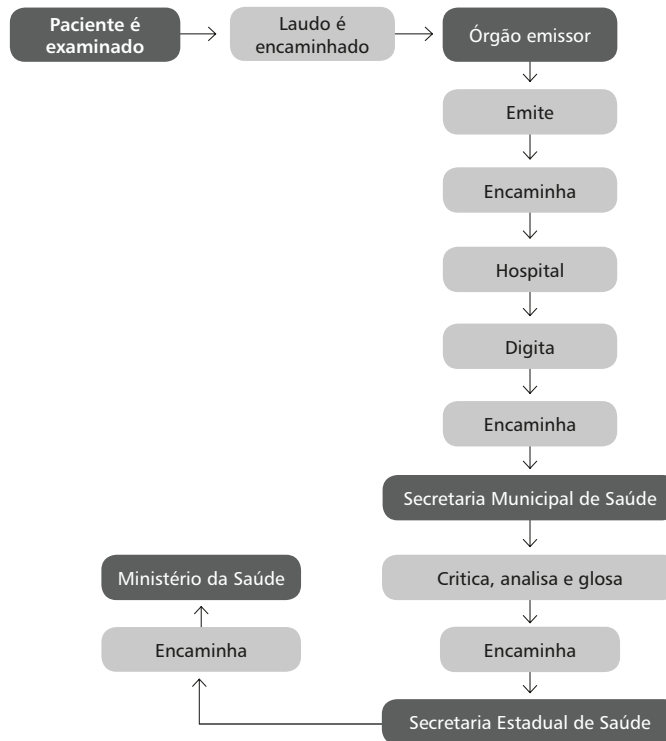 Paciente é
examinado
Laudo é
encaminhado
Órgão emissor
Emite
Encaminha
Hospital
Digita
Encaminha
Secretaria Municipal de Saúde
Critica, analisa e glosa
Encaminha
Secretaria Estadual de Saúde
Encaminha
Ministério da Saúde